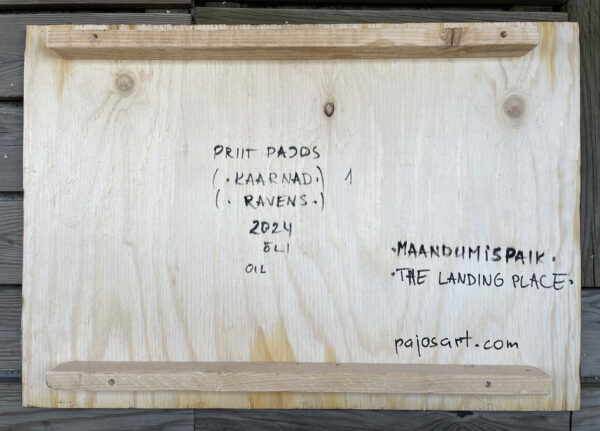 PRIIT PAJOS
(•KAARNAD•) 1
(• RAVENS •)
2024
ÕLI
OIL
•MAANDUMISPAIK•
•THE LANDING PLACE•
pajosart.com